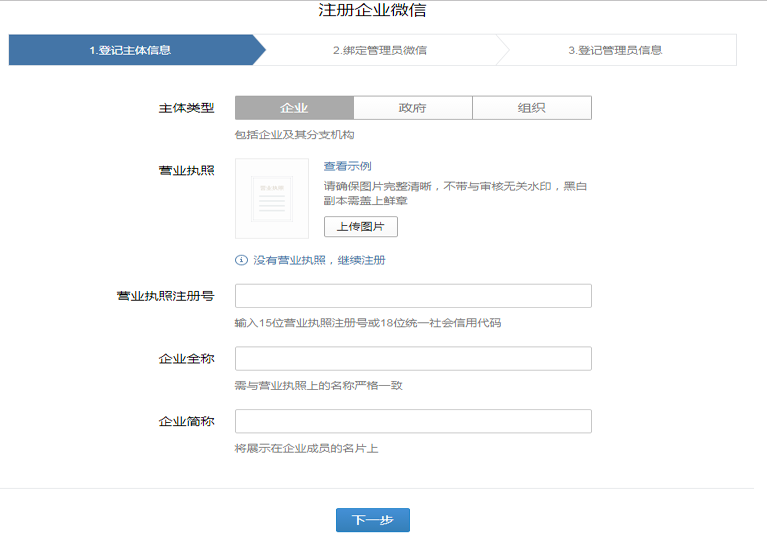 注册企业微信
1.登记主体信息 2.绑定管理员微信 3.登记管理员信息
主体类型 企业 政府 组织
包括企业及其分支机构
营业执照 查看示例
请确保图片完整清晰，不带与审核无关水印，黑白
副本需盖上鲜章
营业执照
上传图片
没有营业执照，继续注册
营业执照注册号
输入15位营业执照注册号或18位统一社会信用代码
企业全称
需与营业执照上的名称严格一致
企业简称
将展示在企业成员的名片上
下一步